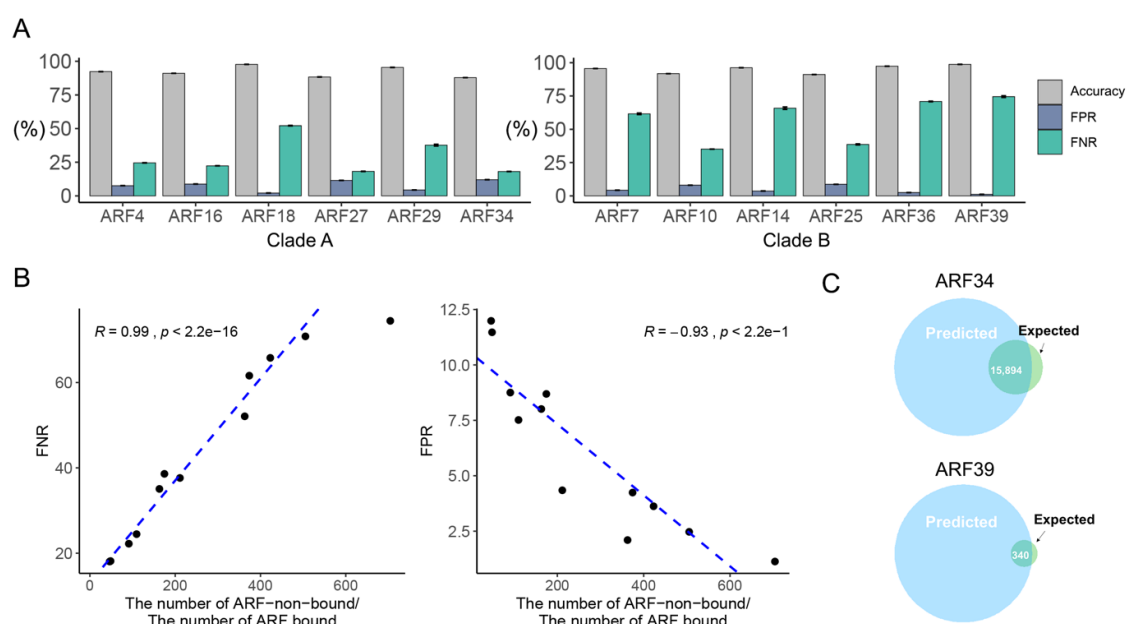 A
100
75
(%)
50
25
0
ARF4 ARF16 ARF18 ARF27 ARF29 ARF34
Clade A
100
75
(%)
50
25
0
ARF7 ARF10 ARF14 ARF25 ARF36 ARF39
Clade B
Accuracy
FPR
FNR
B
R = 0.99 , p < 2.2e−16
FNR
60
40
20
0 200 400 600
The number of ARF−non−bound/
The number of ARF bound
R = −0.93 , p < 2.2e−1
FPR
12.5
10.0
7.5
5.0
2.5
200 400 600
The number of ARF−non−bound/
The number of ARF bound
C
ARF34
Predicted
Expected
15,894
ARF39
Predicted
Expected
340